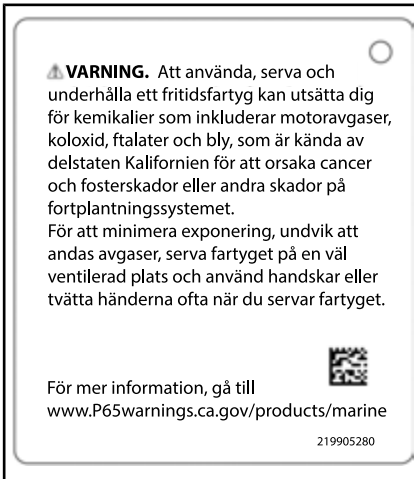 ⚠VARNING. Att använda, serva och
underhålla ett fritidsfartyg kan utsätta dig
för kemikalier som inkluderar motoravgaser,
koloxid, ftalater och bly, som är kända av
delstaten Kalifornien för att orsaka cancer
och fosterskador eller andra skador på
fortplantningssystemet.
För att minimera exponering, undvik att
andas avgaser, serva fartyget på en väl
ventilerad plats och använd handskar eller
tvätta händerna ofta när du servar fartyget.
För mer information, gå till
www.P65warnings.ca.gov/products/marine
219905280